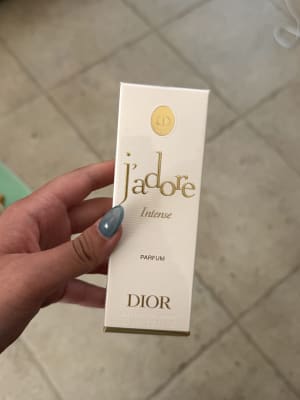 j'adore
Intense
PARFUM
DIOR